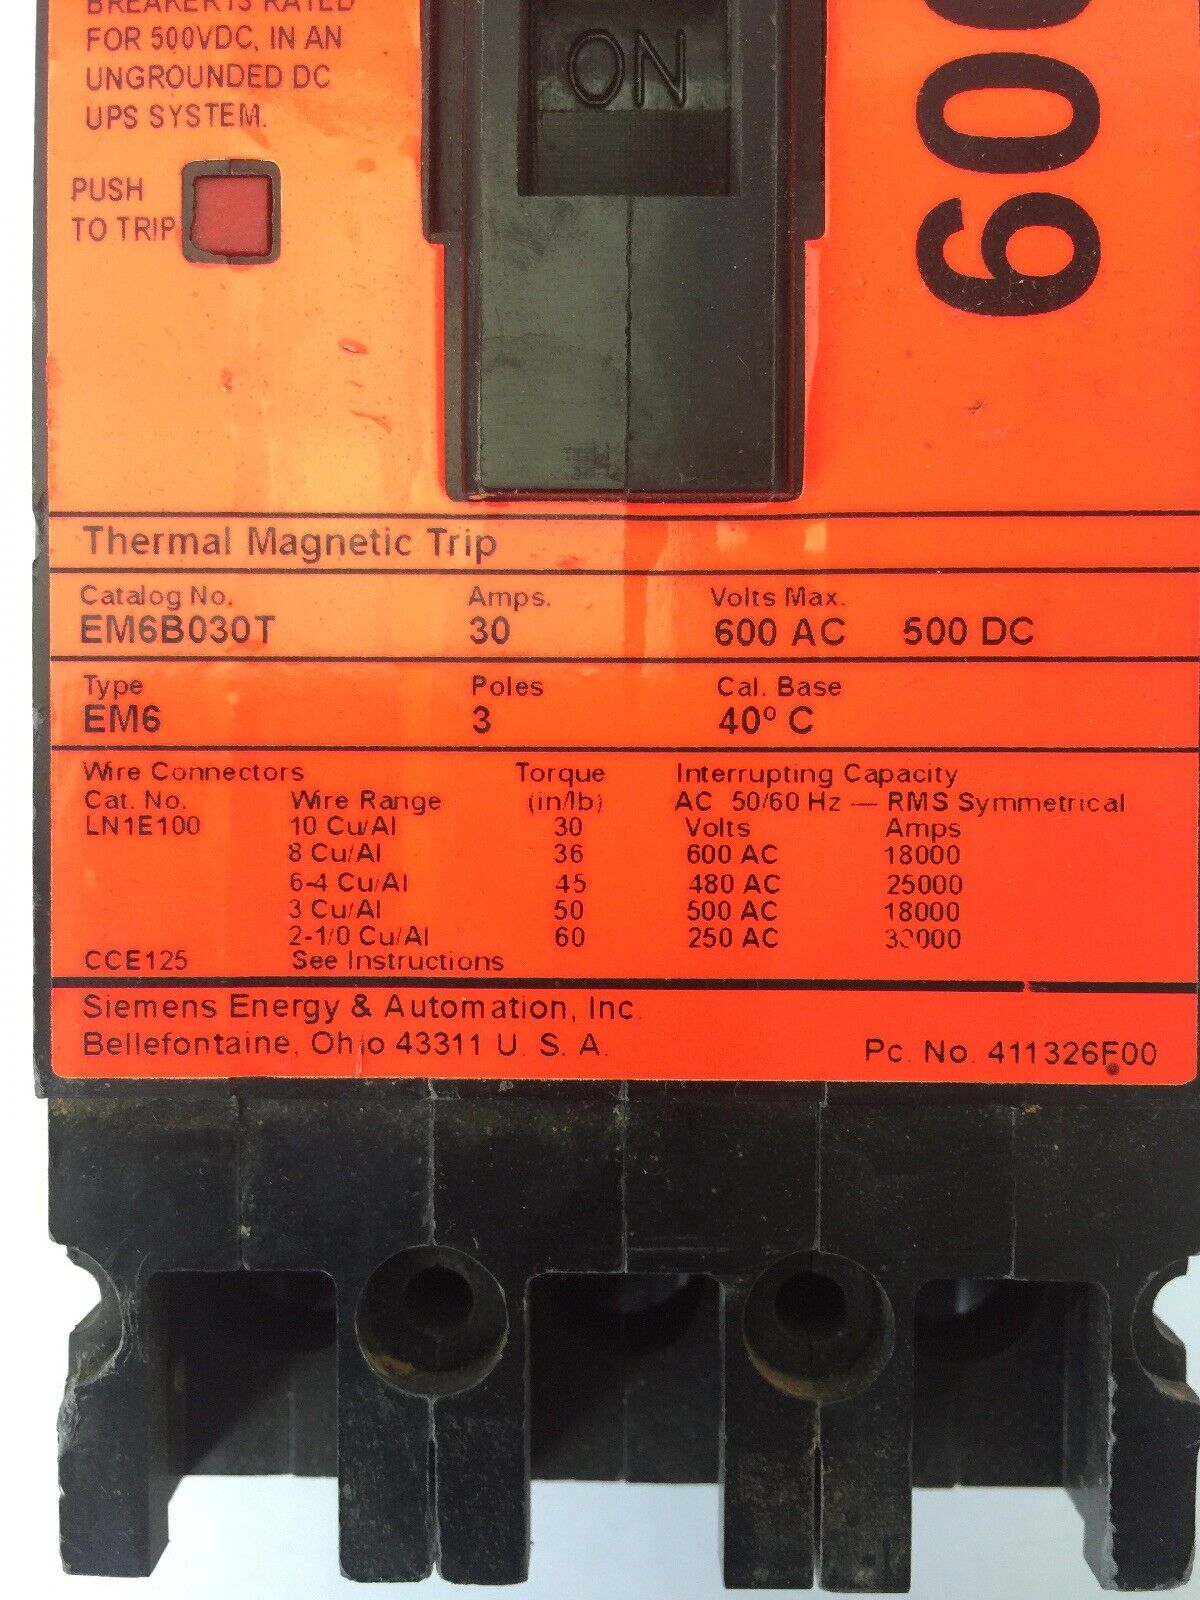 BREAKER IS RATED
FOR 500VDC, IN AN
UNGROUNDED DC
UPS SYSTEM.
ON
600
PUSH
TO TRIP
Thermal Magnetic Trip
Catalog No. Amps. Volts Max.
EM6B030T 30 600 AC 500 DC
Type Poles Cal. Base
EM6 3 40º C
Wire Connectors Torque Interrupting Capacity
Cat. No. Wire Range (in/lb) AC 50/60 Hz — RMS Symmetrical
LN1E100 10 Cu/Al 30 Volts Amps
8 Cu/Al 36 600 AC 18000
6-4 Cu/Al 45 480 AC 25000
3 Cu/Al 50 500 AC 18000
2-1/0 Cu/Al 60 250 AC
CCE125 See Instructions
Siemens Energy & Automation, Inc.
Bellefontaine, Ohio 43311 U. S. A.
Pc. No. 411326F00